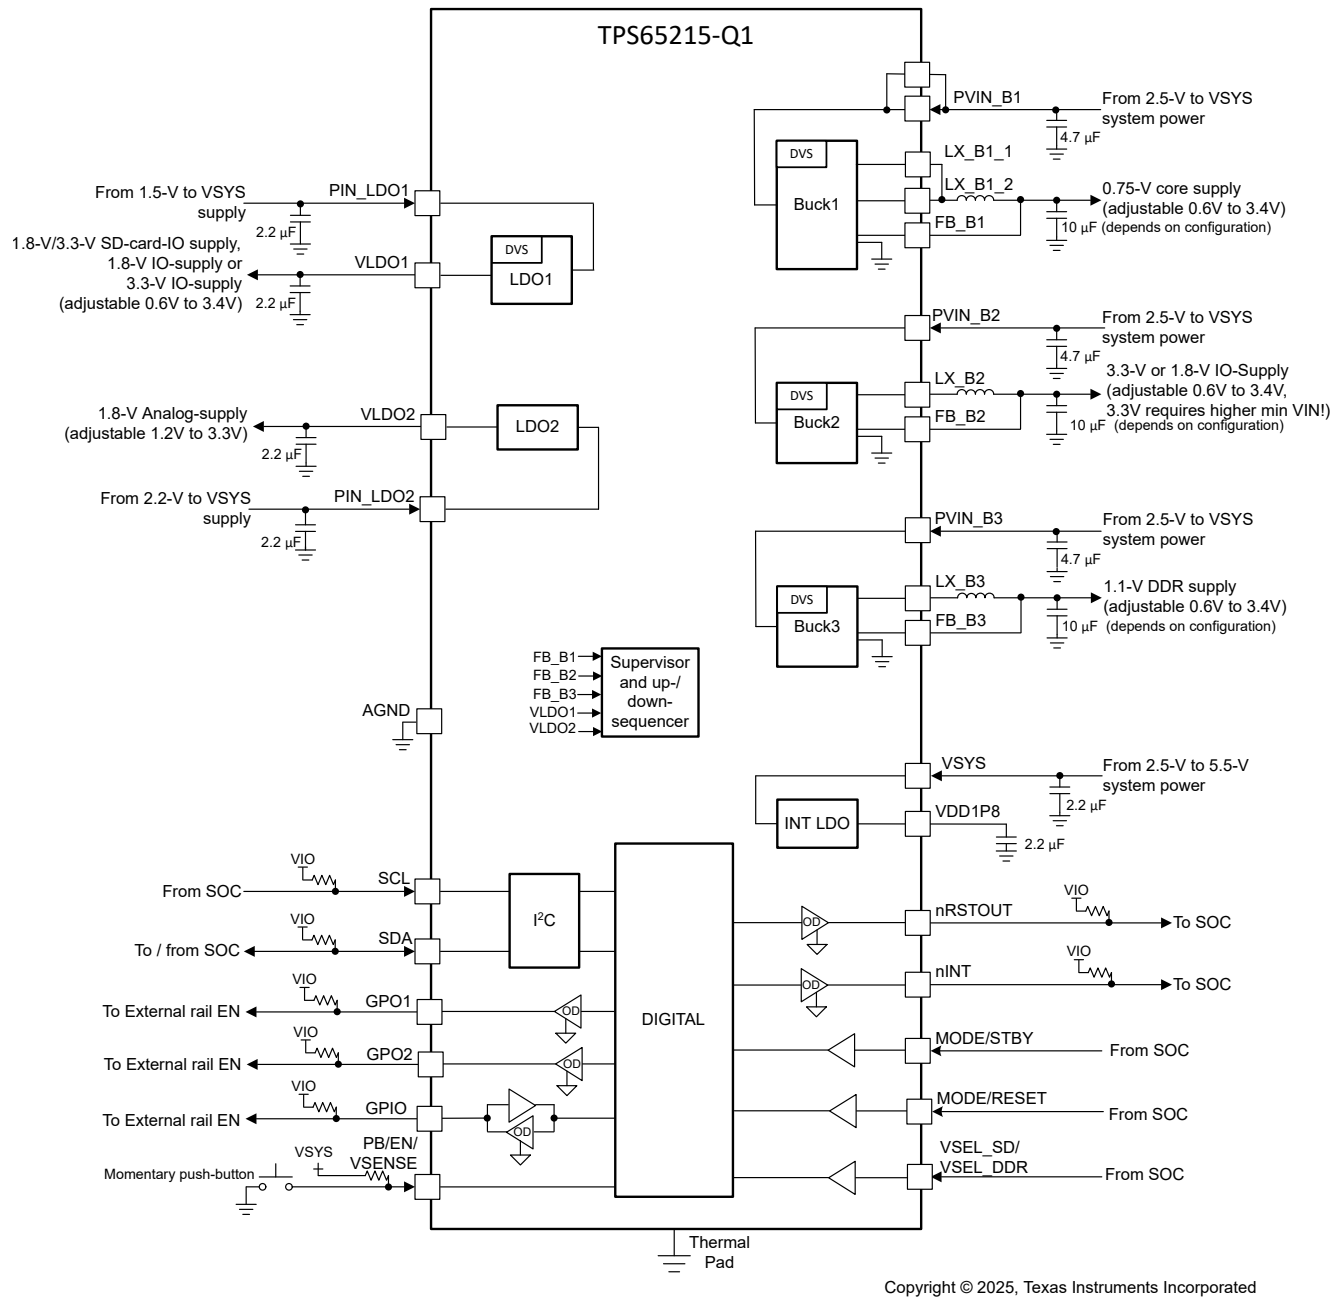 TPS65215-Q1
PVIN_B1
From 2.5-V to VSYS
system power
4.7 µF
DVS
Buck1
LX_B1_1
LX_B1_2
FB_B1
0.75-V core supply
(adjustable 0.6V to 3.4V)
(depends on configuration)
10 µF
From 1.5-V to VSYS
supply
PIN_LDO1
2.2 µF
1.8-V/3.3-V SD-card-IO supply,
1.8-V IO-supply or
3.3-V IO-supply
(adjustable 0.6V to 3.4V)
VLDO1
2.2 µF
DVS
LDO1
PVIN_B2
From 2.5-V to VSYS
system power
4.7 µF
DVS
Buck2
LX_B2
FB_B2
3.3-V or 1.8-V IO-Supply
(adjustable 0.6V to 3.4V,
3.3V requires higher min VIN!)
(depends on configuration)
10 µF
1.8-V Analog-supply
(adjustable 1.2V to 3.3V)
VLDO2
2.2 µF
LDO2
From 2.2-V to VSYS
supply
PIN_LDO2
2.2 µF
PVIN_B3
From 2.5-V to VSYS
system power
4.7 µF
DVS
Buck3
LX_B3
FB_B3
1.1-V DDR supply
(adjustable 0.6V to 3.4V)
(depends on configuration)
10 µF
FB_B1
FB_B2
FB_B3
VLDO1
VLDO2
Supervisor
and up-/
down-
sequencer
AGND
VSYS
From 2.5-V to 5.5-V
system power
2.2 µF
INT LDO
VDD1P8
2.2 µF
From SOC
VIO
SCL
To / from SOC
VIO
SDA
I²C
To External rail EN
VIO
GPO1
OD
To External rail EN
VIO
GPO2
OD
To External rail EN
VIO
GPIO
OD
Momentary push-button
VSYS
PB/EN/
VSENSE
DIGITAL
OD
nRSTOUT
VIO
To SOC
OD
nINT
VIO
To SOC
MODE/STBY
From SOC
MODE/RESET
From SOC
VSEL_SD/
VSEL_DDR
From SOC
Thermal
Pad
Copyright © 2025, Texas Instruments Incorporated